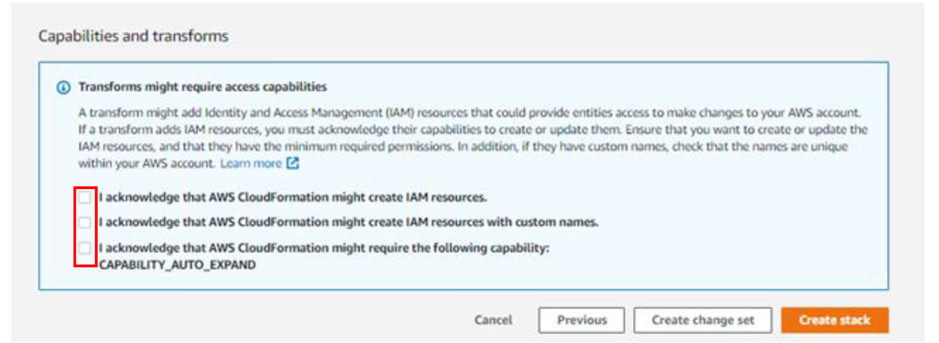 Capabilities and transforms
Transforms might require access capabilities
A transform might add Identity and Access Management (IAM) resources that could provide entities access to make changes to your AWS account.
If a transform adds IAM resources, you must acknowledge their capabilities to create or update them. Ensure that you want to create or update the
IAM resources, and that they have the minimum required permissions. In addition, if they have custom names, check that the names are unique
within your AWS account. Learn more
I acknowledge that AWS CloudFormation might create IAM resources.
I acknowledge that AWS CloudFormation might create IAM resources with custom names.
I acknowledge that AWS CloudFormation might require the following capability:
CAPABILITY_AUTO_EXPAND
Cancel Previous Create change set Create stack